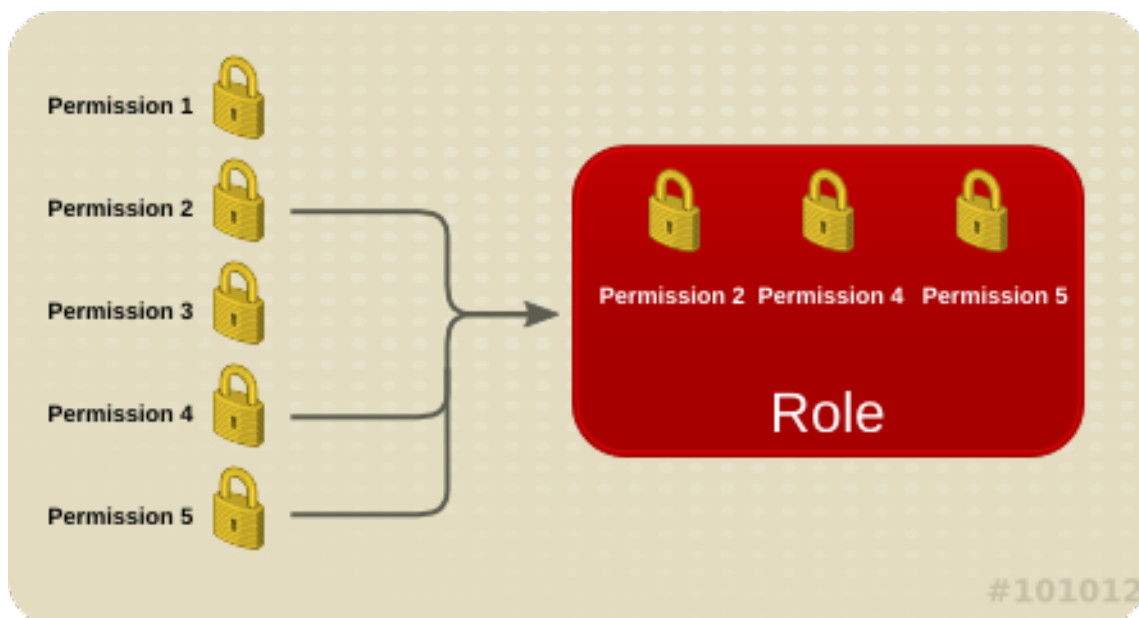 Permission 1
Permission 2
Permission 3
Permission 4
Permission 5
Permission 2 Permission 4 Permission 5
Role
#101012